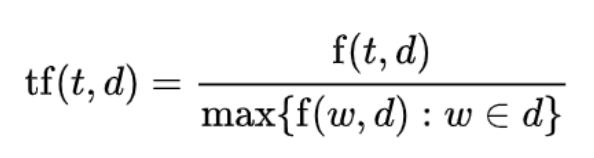 tf(t, d) = f(t, d) / max{f(w, d) : w ∈ d}